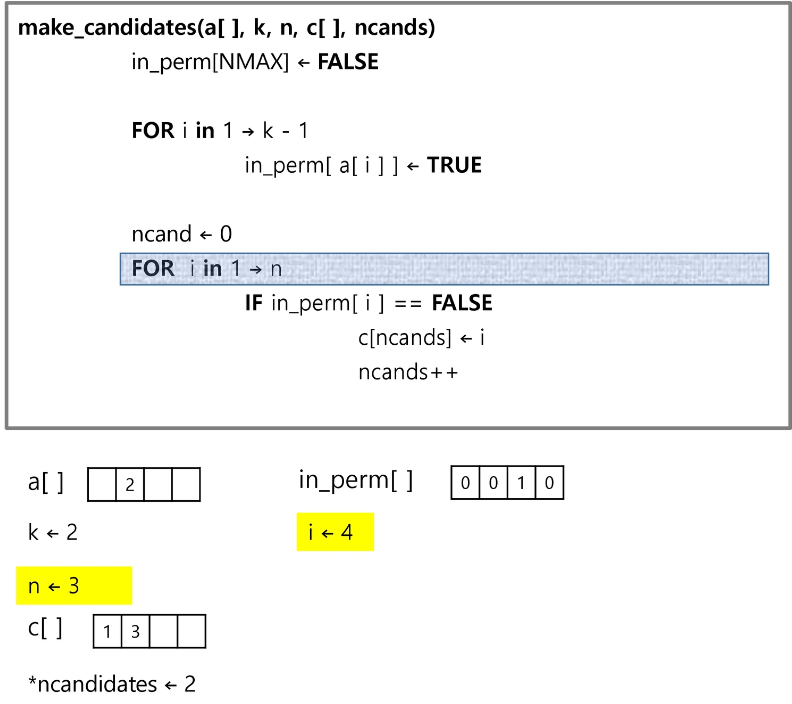 make_candidates(a[ ], k, n, c[ ], ncands)
in_perm[NMAX] ← FALSE
FOR i in 1 → k - 1
in_perm[ a[ i ] ] ← TRUE
ncand ← 0
FOR i in 1 → n
IF in_perm[ i ] == FALSE
c[ncands] ← i
ncands++
a[ ] 2 in_perm[ ] 0 0 1 0
k ← 2 i ← 4
n ← 3
c[ ] 1 3
*ncandidates ← 2